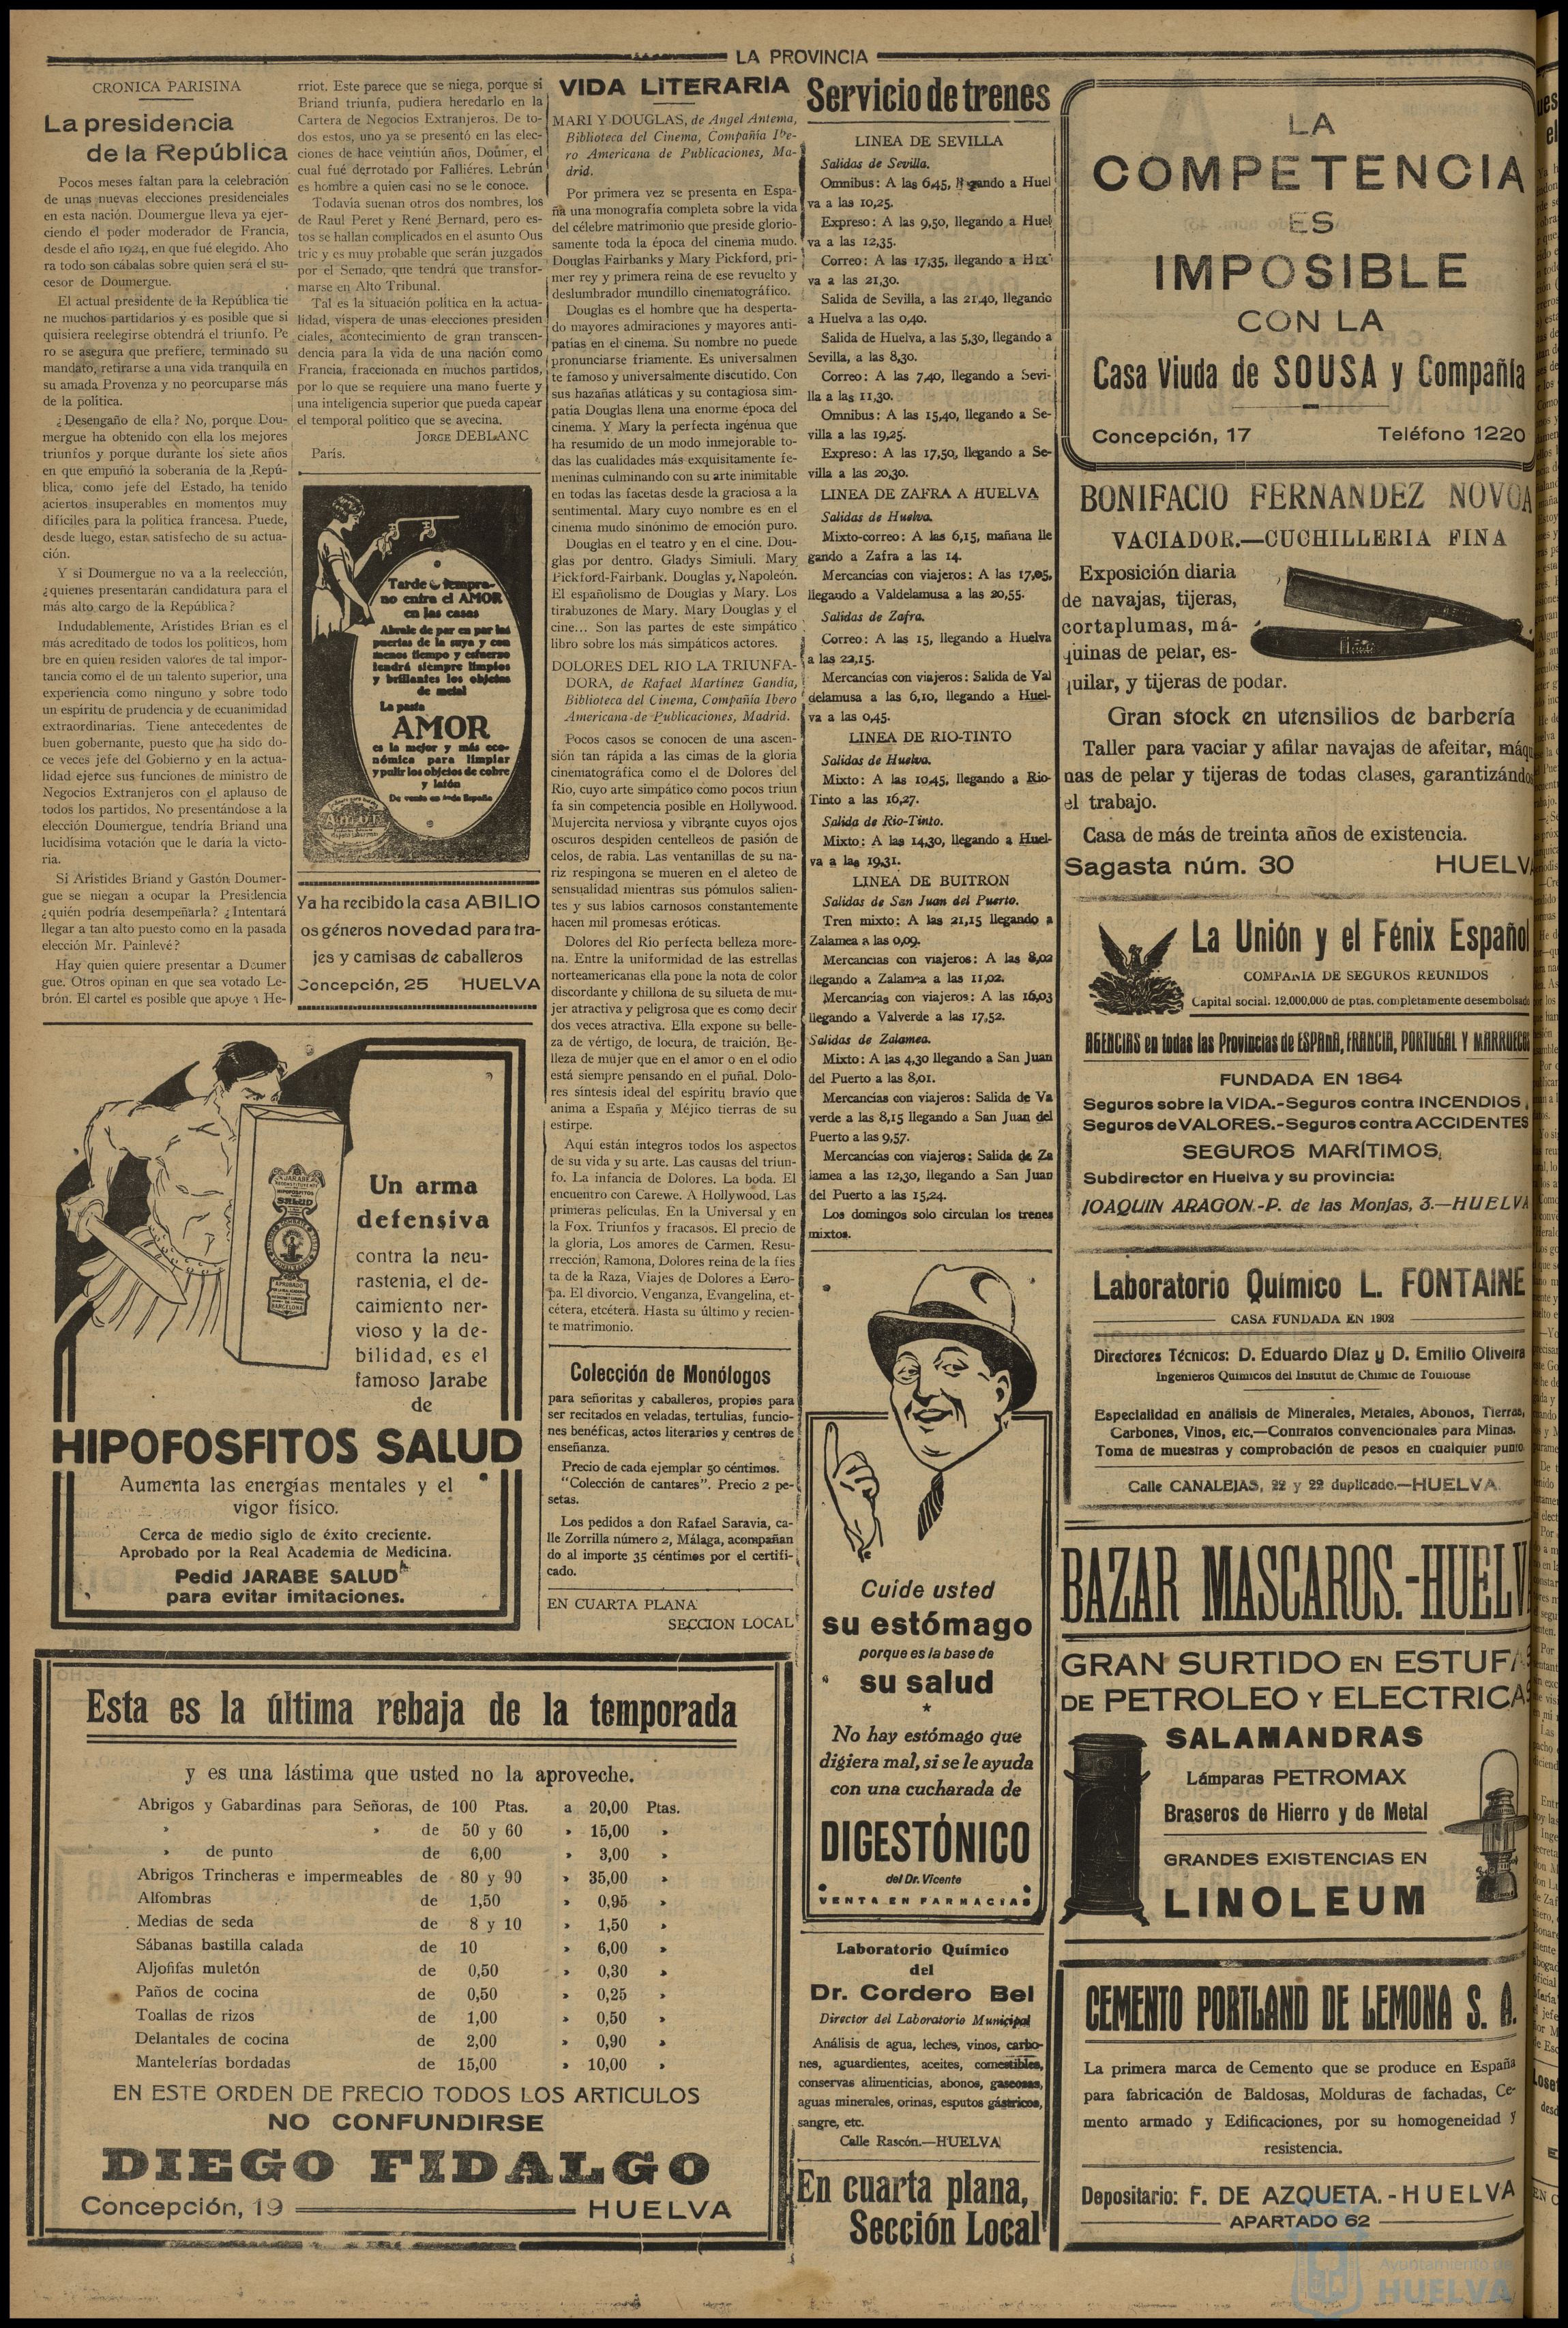 LA PROVINCIA
CRONICA PARISINA
La presidencia
de la República
Pocos meses faltan para la celebración
de unas nuevas elecciones presidenciales
en esta nación. Doumergue lleva ya ejer-
ciendo el poder moderador de Francia,
desde el año 1924, en que fué elegido. Aho
ra todo son cábalas sobre quien será el su-
cesor de Doumergue.
El actual presidente de la República tie
ne muchos partidarios y es posible que si
quisiera reelegirse obtendrá el triunfo. Pe
ro se asegura que prefiere, terminado su
mandato, retirarse a una vida tranquila en
su amada Provenza y no peorcuparse más
de la política.
¿Desengaño de ella? No, porque Dou-
mergue ha obtenido con ella los mejores
triunfos y porque durante los siete años
en que empuñó la soberanía de la Repú-
blica, como jefe del Estado, ha tenido
aciertos insuperables en momentos muy
difíciles para la política francesa. Puede,
desde luego, estar satisfecho de su actua-
ción.
Y si Doumergue no va a la reelección,
¿quienes presentarán candidatura para el
más alto cargo de la República?
Indudablemente, Aristides Brian es el
más acreditado de todos los políticos, hom
bre en quien residen valores de tal impor-
tancia como el de un talento superior, una
experiencia como ninguno y sobre todo
un espíritu de prudencia y de ecuanimidad
extraordinarias. Tiene antecedentes de
buen gobernante, puesto que ha sido do-
ce veces jefe del Gobierno y en la actua-
lidad ejerce sus funciones de ministro de
Negocios Extranjeros con el aplauso de
todos los partidos. No presentándose a la
elección Doumergue, tendría Briand una
lucidísima votación que le daría la victo-
ria.
Si Arístides Briand y Gastón Doumer-
gue se niegan a ocupar la Presidencia
¿quién podría desempeñarla? ¿Intentará
llegar a tan alto puesto como en la pasada
elección Mr. Painlevé?
Hay quien quiere presentar a Doumer
gue. Otros opinan en que sea votado Le-
brón. El cartel es posible que apoye a He-
rriot. Este parece que se niega, porque si
Briand triunfa, pudiera heredarlo en la
Cartera de Negocios Extranjeros. De to-
dos estos, uno ya se presentó en las elec-
ciones de hace veintiún años, Doumer, el
cual fué derrotado por Falliéres. Lebrún
es hombre a quien casi no se le conoce.
Todavía suenan otros dos nombres, los
de Raul Peret y René Bernard, pero es-
tos se hallan complicados en el asunto Ous
tric y es muy probable que serán juzgados
por el Senado, que tendrá que transfor-
marse en Alto Tribunal.
Tal es la situación política en la actua-
lidad, víspera de unas elecciones presiden
ciales, acontecimiento de gran transcen-
dencia para la vida de una nación como
Francia, fraccionada en muchos partidos,
por lo que se requiere una mano fuerte y
una inteligencia superior que pueda capear
el temporal político que se avecina.
JORGE DEBLANC
París.
Tarde o tempra-
no entra el AMOR
en las casas
Abrale de par en par las
puertas de la suya y con
menos tiempo y esfuerzo
tendrá siempre limpios
y brillantes los objetos
de metal
La pasta
AMOR
es la mejor y más eco-
nómica para limpiar
y pulir los objetos de cobre
y latón
De venta en toda España
Amor
Ya ha recibido la casa ABILIO
os géneros novedad para tra-
jes y camisas de caballeros
Concepción, 25 HUELVA
Un arma
defensiva
contra la neu-
rastenia, el de-
caimiento ner-
vioso y la de-
bilidad, es el
famoso Jarabe
de
JARABE
HIPOFOSFITOS
SALUD
APROBADO
BARCELONA
HIPOFOSFITOS SALUD
Aumenta las energías mentales y el
vigor físico.
Cerca de medio siglo de éxito creciente.
Aprobado por la Real Academia de Medicina.
Pedid JARABE SALUD
para evitar imitaciones.
VIDA LITERARIA
MARI Y DOUGLAS, de Angel Antema,
Biblioteca del Cinema, Compañía Ibe-
ro Americana de Publicaciones, Ma-
drid.
Por primera vez se presenta en Espa-
ña una monografía completa sobre la vida
del célebre matrimonio que preside glorio-
samente toda la época del cinema mudo.
Douglas Fairbanks y Mary Pickford, pri-
mer rey y primera reina de ese revuelto y
deslumbrador mundillo cinematográfico.
Douglas es el hombre que ha desperta-
do mayores admiraciones y mayores anti-
patías en el cinema. Su nombre no puede
pronunciarse friamente. Es universalmen
te famoso y universalmente discutido. Con
sus hazañas atláticas y su contagiosa sim-
patía Douglas llena una enorme época del
cinema. Y Mary la perfecta ingénua que
ha resumido de un modo inmejorable to-
das las cualidades más exquisitamente fe-
meninas culminando con su arte inimitable
en todas las facetas desde la graciosa a la
sentimental. Mary cuyo nombre es en el
cinema mudo sinónimo de emoción puro.
Douglas en el teatro y en el cine. Dou-
glas por dentro. Gladys Simiuli. Mary
Pickford-Fairbank. Douglas y Napoleón.
El españolismo de Douglas y Mary. Los
tirabuzones de Mary. Mary Douglas y el
cine... Son las partes de este simpático
libro sobre los más simpáticos actores.
DOLORES DEL RIO LA TRIUNFA-
DORA, de Rafael Martínez Gandía,
Biblioteca del Cinema, Compañía Ibero
Americana de Publicaciones, Madrid.
Pocos casos se conocen de una ascen-
sión tan rápida a las cimas de la gloria
cinematográfica como el de Dolores del
Río, cuyo arte simpático como pocos triun
fa sin competencia posible en Hollywood.
Mujercita nerviosa y vibrante cuyos ojos
oscuros despiden centelleos de pasión de
celos, de rabia. Las ventanillas de su na-
riz respingona se mueren en el aleteo de
sensualidad mientras sus pómulos salien-
tes y sus labios carnosos constantemente
hacen mil promesas eróticas.
Dolores del Río perfecta belleza more-
na. Entre la uniformidad de las estrellas
norteamericanas ella pone la nota de color
discordante y chillona de su silueta de mu-
jer atractiva y peligrosa que es como decir
dos veces atractiva. Ella expone su belle-
za de vértigo, de locura, de traición. Be-
lleza de mujer que en el amor o en el odio
está siempre pensando en el puñal. Dolo-
res síntesis ideal del espíritu bravío que
anima a España y Méjico tierras de su
estirpe.
Aquí están íntegros todos los aspectos
de su vida y su arte. Las causas del triun-
fo. La infancia de Dolores. La boda. El
encuentro con Carewe. A Hollywood. Las
primeras películas. En la Universal y en
la Fox. Triunfos y fracasos. El precio de
la gloria, Los amores de Carmen. Resu-
rrección, Ramona, Dolores reina de la fies
ta de la Raza, Viajes de Dolores a Euro-
pa. El divorcio. Venganza, Evangelina, et-
cétera, etcétera. Hasta su último y recien-
te matrimonio.
Colección de Monólogos
para señoritas y caballeros, propios para
ser recitados en veladas, tertulias, funcio-
nes benéficas, actos literarios y centros de
enseñanza.
Precio de cada ejemplar 50 céntimos.
"Colección de cantares". Precio 2 pe-
setas.
Los pedidos a don Rafael Saravia, ca-
lle Zorrilla número 2, Málaga, acompañan
do al importe 35 céntimos por el certifi-
cado.
EN CUARTA PLANA
SECCION LOCAL
Esta es la última rebaja de la temporada
y es una lástima que usted no la aproveche.
Abrigos y Gabardinas para Señoras, de 100 Ptas. a 20,00 Ptas.
» » de 50 y 60 » 15,00 »
» de punto de 6,00 » 3,00 »
Abrigos Trincheras e impermeables de 80 y 90 » 35,00 »
Alfombras de 1,50 » 0,95 »
Medias de seda de 8 y 10 » 1,50 »
Sábanas bastilla calada de 10 » 6,00 »
Aljofifas muletón de 0,50 » 0,30 »
Paños de cocina de 0,50 » 0,25 »
Toallas de rizos de 1,00 » 0,50 »
Delantales de cocina de 2,00 » 0,90 »
Mantelerías bordadas de 15,00 » 10,00 »
EN ESTE ORDEN DE PRECIO TODOS LOS ARTICULOS
NO CONFUNDIRSE
DIEGO FIDALGO
Concepción, 19 HUELVA
Servicio de trenes
LINEA DE SEVILLA
Salidas de Sevilla.
Omnibus: A las 6,45, llegando a Huel
va a las 10,25.
Expreso: A las 9,50, llegando a Huel
va a las 12,35.
Correo: A las 17,35, llegando a
va a las 21,30.
Salida de Sevilla, a las 21,40, llegando
a Huelva a las 0,40.
Salida de Huelva, a las 5,30, llegando a
Sevilla, a las 8,30.
Correo: A las 7,40, llegando a Sevi-
lla a las 11,30.
Omnibus: A las 15,40, llegando a Se-
villa a las 19,25.
Expreso: A las 17,50, llegando a Se-
villa a las 20,30.
LINEA DE ZAFRA A HUELVA
Salidas de Huelva.
Mixto-correo: A las 6,15, mañana lle
gando a Zafra a las 14.
Mercancías con viajeros: A las 17,05,
llegando a Valdelamusa a las 20,55.
Salidas de Zafra.
Correo: A las 15, llegando a Huelva
a las 22,15.
Mercancías con viajeros: Salida de Val
delamusa a las 6,10, llegando a Huel-
va a las 0,45.
LINEA DE RIO-TINTO
Salidas de Huelva.
Mixto: A las 10,45, llegando a Rio-
Tinto a las 16,27.
Salida de Rio-Tinto.
Mixto: A las 14,30, llegando a Huel-
va a las 19,31.
LINEA DE BUITRON
Salidas de San Juan del Puerto.
Tren mixto: A las 21,15 llegando a
Zalamea a las 0,09.
Mercancías con viajeros: A las 8,02
llegando a Zalamea a las 11,02.
Mercancías con viajeros: A las 16,03
llegando a Valverde a las 17,52.
Salidas de Zalamea.
Mixto: A las 4,30 llegando a San Juan
del Puerto a las 8,01.
Mercancías con viajeros: Salida de Va
verde a las 8,15 llegando a San Juan del
Puerto a las 9,57.
Mercancías con viajeros: Salida de Za
lamea a las 12,30, llegando a San Juan
del Puerto a las 15,24.
Los domingos solo circulan los trenes
mixtos.
Cuide usted
su estómago
porque es la base de
su salud
No hay estómago que
digiera mal, si se le ayuda
con una cucharada de
DIGESTÓNICO
del Dr. Vicente
VENTA EN FARMACIAS
Laboratorio Químico
del
Dr. Cordero Bel
Director del Laboratorio Municipal
Análisis de agua, leches, vinos, carbo-
nes, aguardientes, aceites, comestibles,
conservas alimenticias, abonos, gaseosas,
aguas minerales, orinas, esputos gástricos,
sangre, etc.
Calle Rascón.—HUELVA
En cuarta plana,
Sección Local
LA
COMPETENCIA
ES
IMPOSIBLE
CON LA
Casa Viuda de SOUSA y Compañía
Concepción, 17 Teléfono 1220
BONIFACIO FERNANDEZ NOVOA
VACIADOR.—CUCHILLERIA FINA
Exposición diaria
de navajas, tijeras,
cortaplumas, má-
quinas de pelar, es-
quilar, y tijeras de podar.
Gran stock en utensilios de barbería
Taller para vaciar y afilar navajas de afeitar, máqu
nas de pelar y tijeras de todas clases, garantizándos
el trabajo.
Casa de más de treinta años de existencia.
Sagasta núm. 30 HUELVA
La Unión y el Fénix Español
COMPAÑIA DE SEGUROS REUNIDOS
Capital social: 12.000,000 de ptas. completamente desembolsado
AGENCIAS en todas las Provincias de ESPAÑA, FRANCIA, PORTUGAL Y MARRUECOS
FUNDADA EN 1864
Seguros sobre la VIDA.-Seguros contra INCENDIOS
Seguros de VALORES.-Seguros contra ACCIDENTES
SEGUROS MARÍTIMOS
Subdirector en Huelva y su provincia:
JOAQUIN ARAGON.-P. de las Monjas, 3.—HUELVA
Laboratorio Químico L. FONTAINE
CASA FUNDADA EN 1902
Directores Técnicos: D. Eduardo Díaz y D. Emilio Oliveira
Ingenieros Químicos del Institut de Chimie de Toulouse
Especialidad en análisis de Minerales, Metales, Abonos, Tierras,
Carbones, Vinos, etc.—Contratos convencionales para Minas.
Toma de muestras y comprobación de pesos en cualquier punto
Calle CANALEJAS, 22 y 22 duplicado.—HUELVA.
BAZAR MASCAROS.-HUELV
GRAN SURTIDO EN ESTUFAS
DE PETROLEO Y ELECTRICAS
SALAMANDRAS
Lámparas PETROMAX
Braseros de Hierro y de Metal
GRANDES EXISTENCIAS EN
LINOLEUM
CEMENTO PORTLAND DE LEMONA S. A.
La primera marca de Cemento que se produce en España
para fabricación de Baldosas, Molduras de fachadas, Ce-
mento armado y Edificaciones, por su homogeneidad y
resistencia.
Depositario: F. DE AZQUETA.-HUELVA
APARTADO 62
Ayuntamiento de
HUELVA